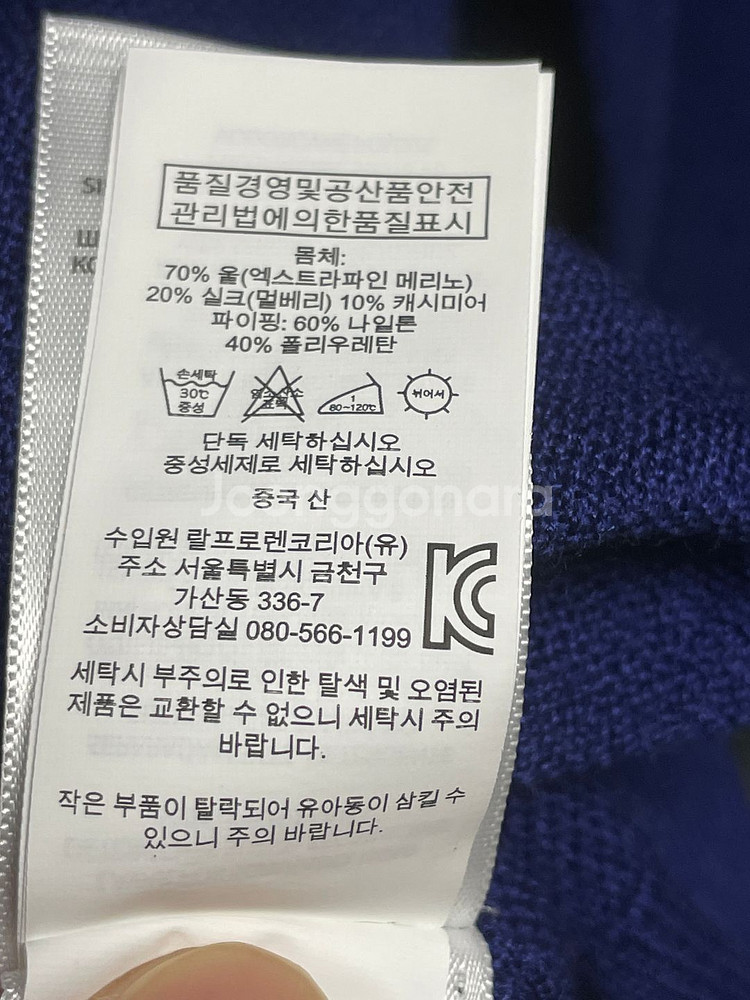 품질경영및공산품안전
관리법에의한품질표시
몸체:
70% 울(엑스트라파인 메리노)
20% 실크(멀베리) 10% 캐시미어
파이핑: 60% 나일론
40% 폴리우레탄
손세탁
30℃
중성
염소산소
표백
1
80~120℃
뉘어서
단독 세탁하십시오
중성세제로 세탁하십시오
중국 산
Joonggonara
수입원 랄프로렌코리아(유)
주소 서울특별시 금천구
가산동 336-7
소비자상담실 080-566-1199
세탁시 부주의로 인한 탈색 및 오염된
제품은 교환할 수 없으니 세탁시 주의
바랍니다.
작은 부품이 탈락되어 유아동이 삼킬 수
있으니 주의 바랍니다.